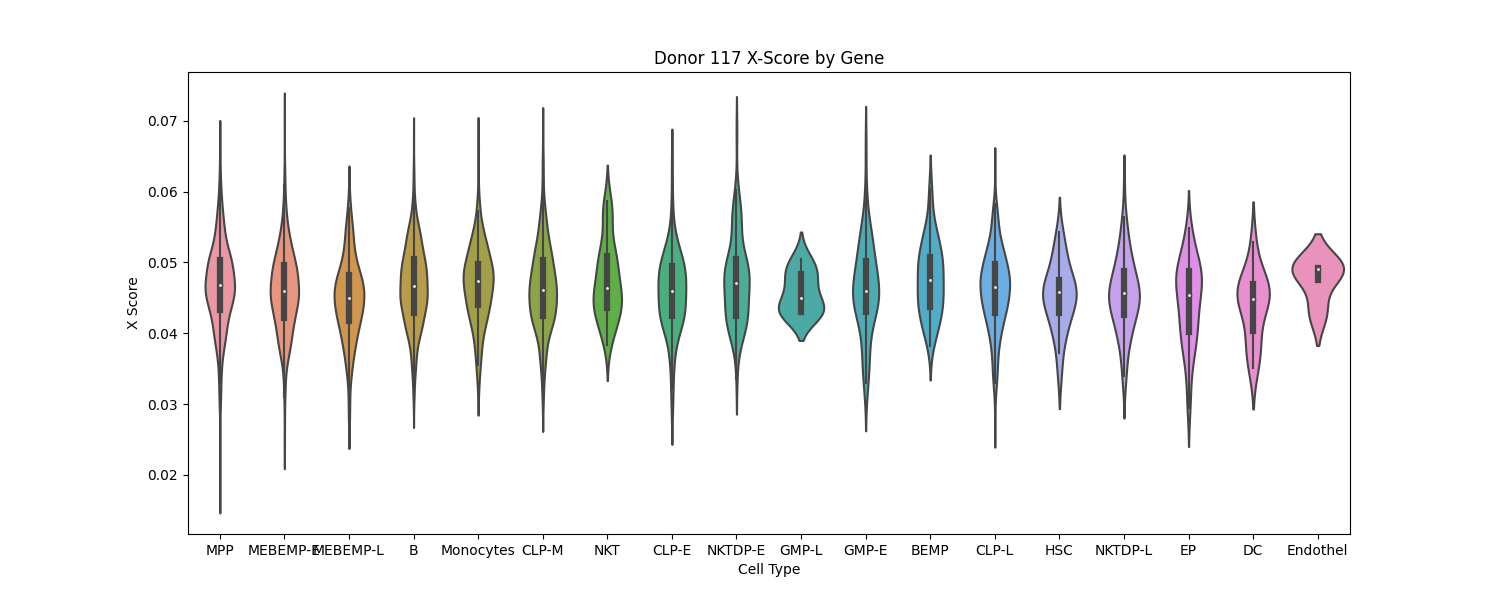 Donor 117 X-Score by Gene
X Score
0.07
0.06
0.05
0.04
0.03
0.02
MPP MEBEMP-E MEBEMP-L B Monocytes CLP-M NKT CLP-E NKTDP-E GMP-L GMP-E BEMP CLP-L HSC NKTDP-L EP DC Endothel
Cell Type